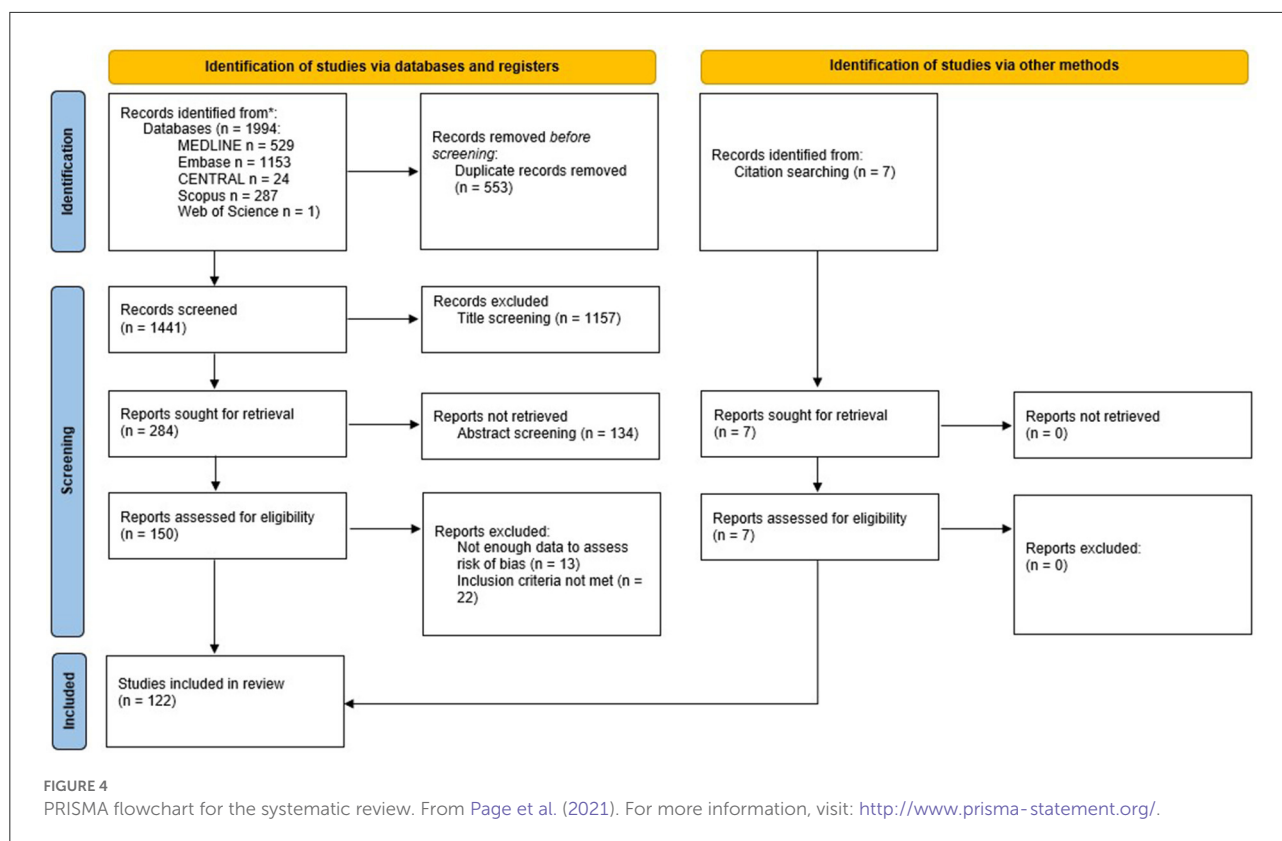 Identification of studies via databases and registers
Identification of studies via other methods
Identification
Records identified from*:
Databases (n = 1994:
MEDLINE n = 529
Embase n = 1153
CENTRAL n = 24
Scopus n = 287
Web of Science n = 1)
Records removed before
screening:
Duplicate records removed
(n = 553)
Records identified from:
Citation searching (n = 7)
Screening
Records screened
(n = 1441)
Records excluded
Title screening (n = 1157)
Reports sought for retrieval
(n = 284)
Reports not retrieved
Abstract screening (n = 134)
Reports sought for retrieval
(n = 7)
Reports not retrieved
(n = 0)
Reports assessed for eligibility
(n = 150)
Reports excluded:
Not enough data to assess
risk of bias (n = 13)
Inclusion criteria not met (n =
22)
Reports assessed for eligibility
(n = 7)
Reports excluded:
(n = 0)
Included
Studies included in review
(n = 122)
FIGURE 4
PRISMA flowchart for the systematic review. From Page et al. (2021). For more information, visit: http://www.prisma-statement.org/.